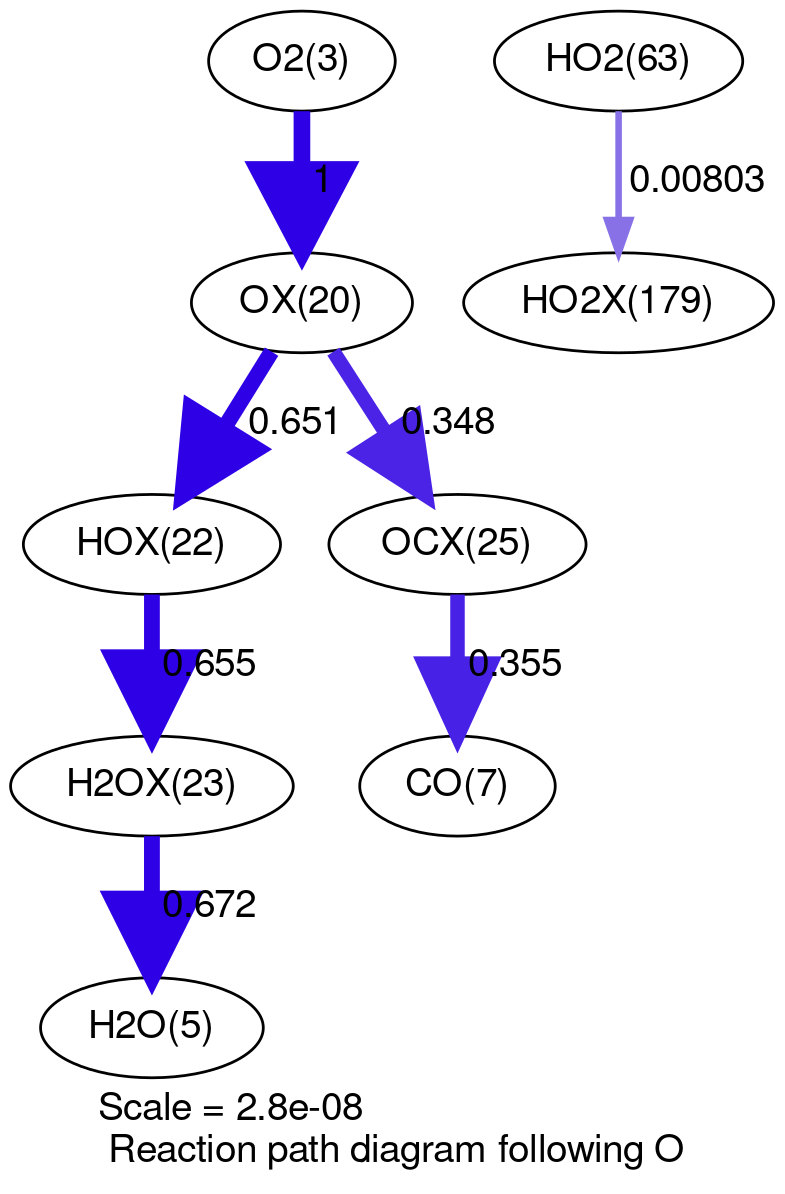 O2(3)
HO2(63)
1
0.00803
OX(20)
HO2X(179)
0.651
0.348
HOX(22)
OCX(25)
0.655
0.355
H2OX(23)
CO(7)
0.672
H2O(5)
Scale = 2.8e-08
Reaction path diagram following O